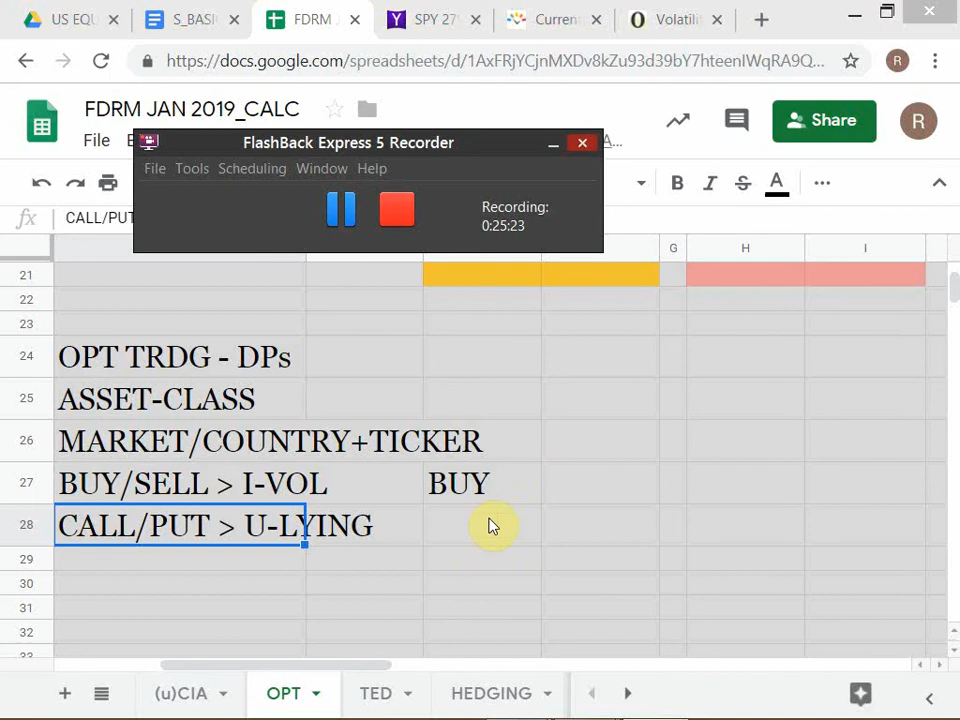 US EQU
S_BASI
FDRM J
SPY 27
Current
Volatili
https://docs.google.com/spreadsheets/d/1AxFRjYCjnMXDv8kZu93d39bY7hteenIWqRA9Q...
R
FDRM JAN 2019_CALC
Share
R
File
FlashBack Express 5 Recorder
File Tools Scheduling Window Help
Recording:
0:25:23
B I S A
fx CALL/PUT
G H I
21
22
23
24 OPT TRDG - DPs
25 ASSET-CLASS
26 MARKET/COUNTRY+TICKER
27 BUY/SELL > I-VOL BUY
28 CALL/PUT > U-LYING
29
30
31
32
33
(u)CIA OPT TED HEDGING